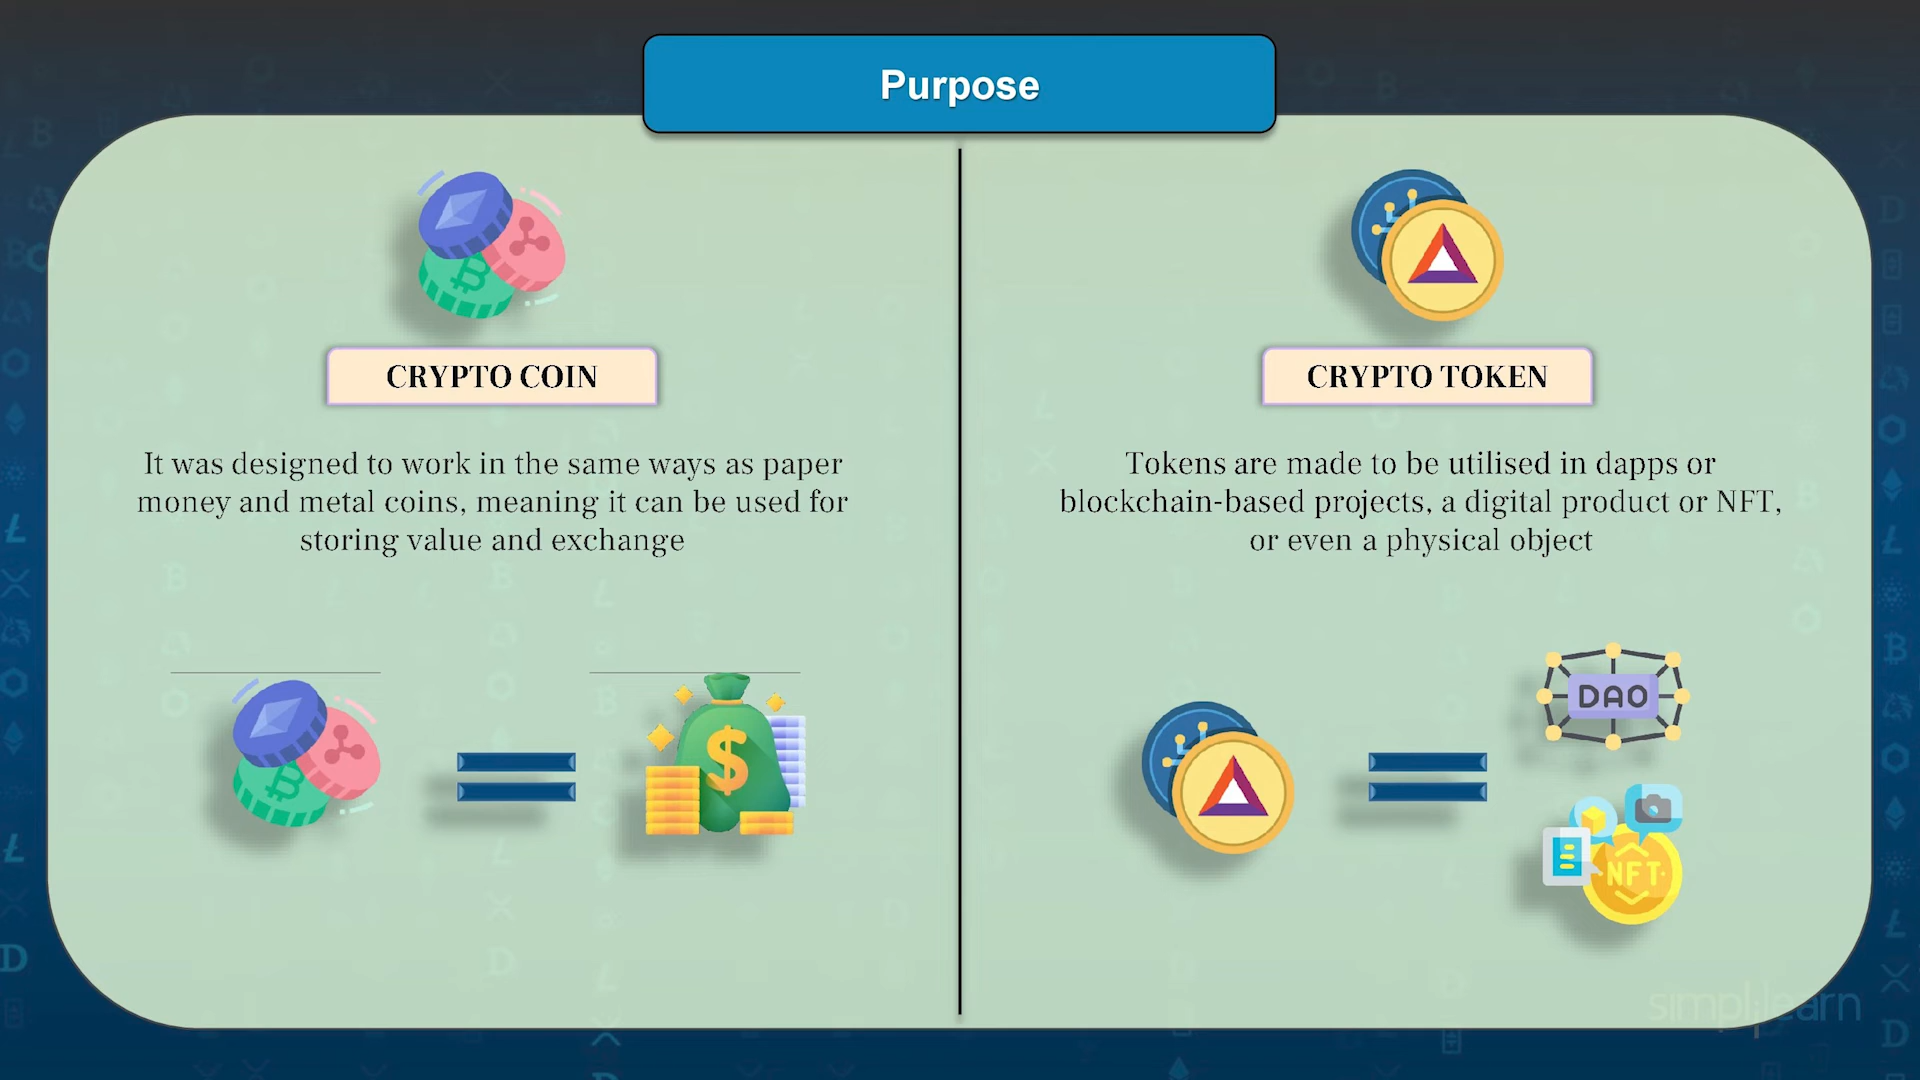 Purpose
CRYPTO COIN
It was designed to work in the same ways as paper
money and metal coins, meaning it can be used for
storing value and exchange
CRYPTO TOKEN
Tokens are made to be utilised in dapps or
blockchain-based projects, a digital product or NFT,
or even a physical object
$
DAO
NFT
simplilearn